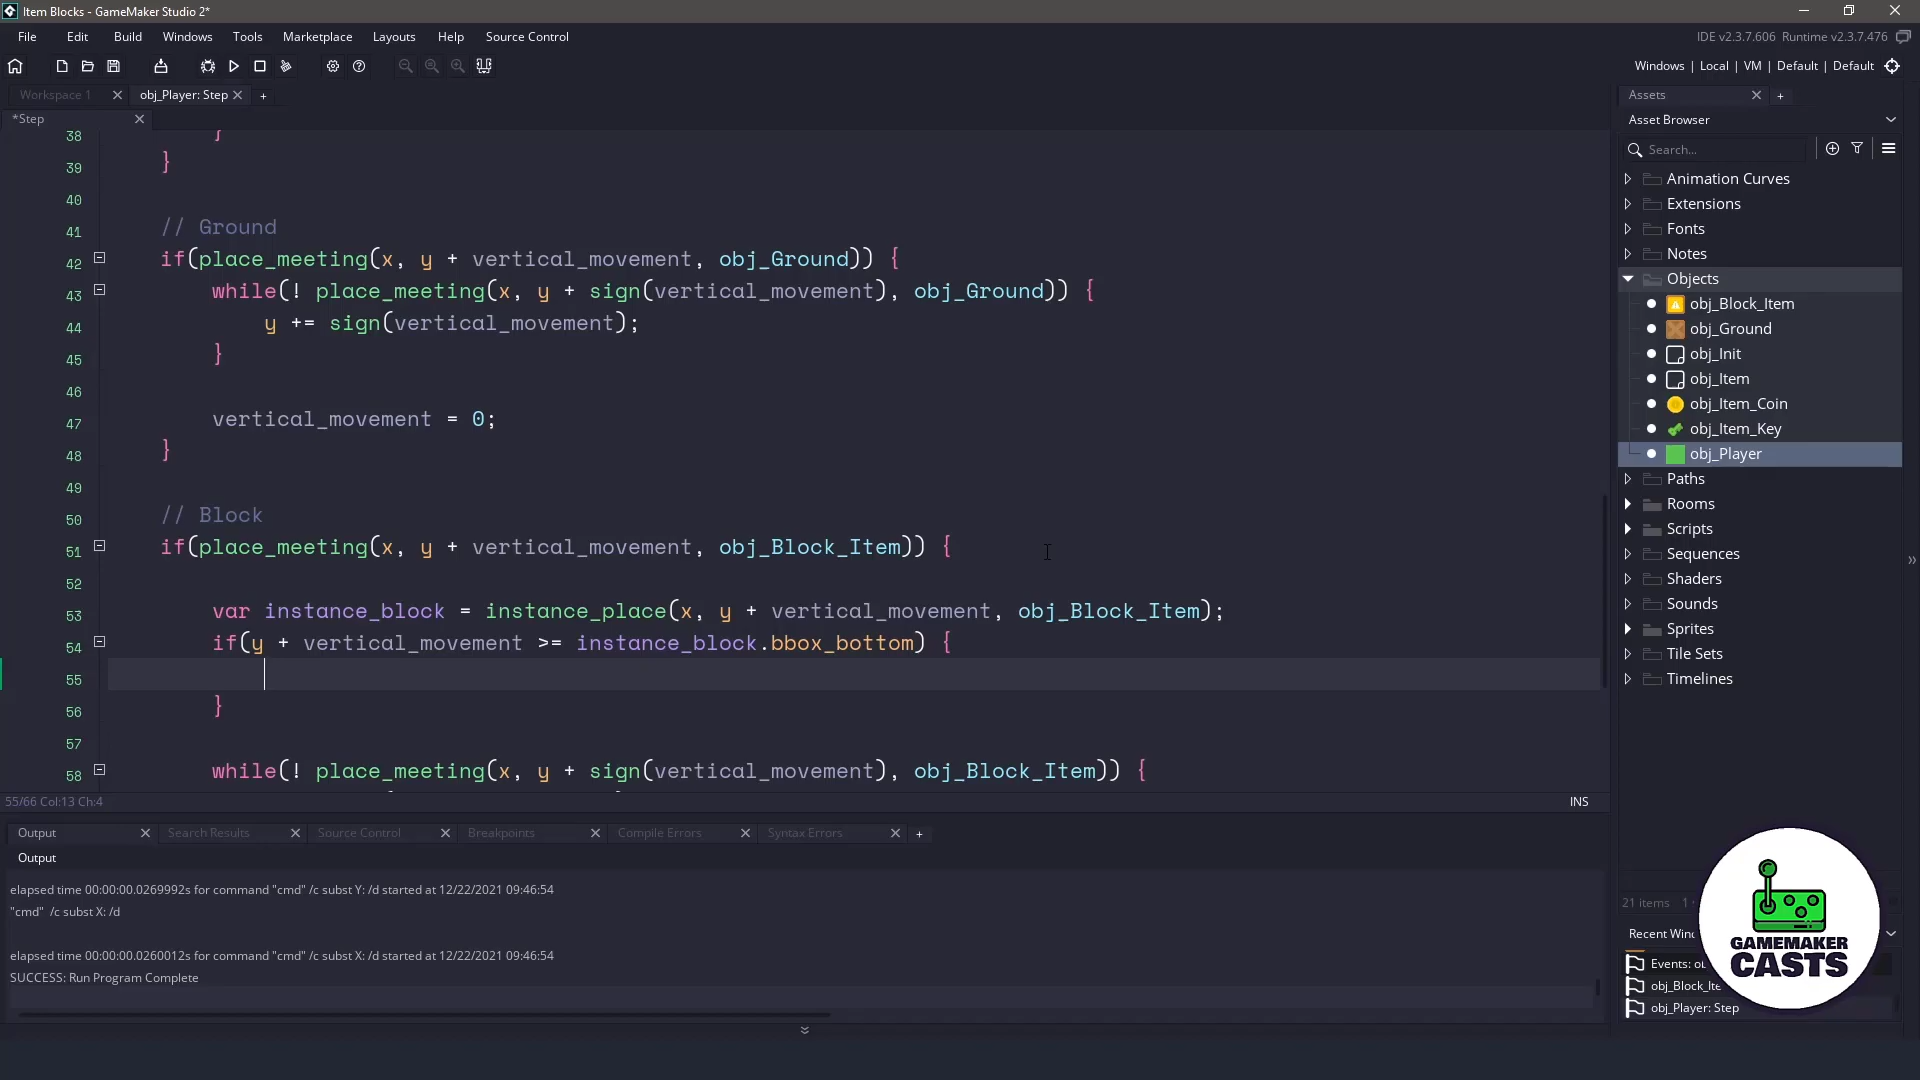 Item Blocks - GameMaker Studio 2*
File Edit Build Windows Tools Marketplace Layouts Help Source Control
IDE v2.3.7.606 Runtime v2.3.7.476
Windows | Local | VM | Default | Default
Workspace 1 obj_Player: Step +
*Step
38 }
39 }
40
41 // Ground
42 if(place_meeting(x, y + vertical_movement, obj_Ground)) {
43 while(! place_meeting(x, y + sign(vertical_movement), obj_Ground)) {
44 y += sign(vertical_movement);
45 }
46
47 vertical_movement = 0;
48 }
49
50 // Block
51 if(place_meeting(x, y + vertical_movement, obj_Block_Item)) {
52
53 var instance_block = instance_place(x, y + vertical_movement, obj_Block_Item);
54 if(y + vertical_movement >= instance_block.bbox_bottom) {
55
56 }
57
58 while(! place_meeting(x, y + sign(vertical_movement), obj_Block_Item)) {
55/66 Col:13 Ch:4
INS
Output Search Results Source Control Breakpoints Compile Errors Syntax Errors +
Output
elapsed time 00:00:00.0269992s for command "cmd" /c subst Y: /d started at 12/22/2021 09:46:54
"cmd" /c subst X: /d
elapsed time 00:00:00.0260012s for command "cmd" /c subst X: /d started at 12/22/2021 09:46:54
SUCCESS: Run Program Complete
Assets +
Asset Browser
Search...
Animation Curves
Extensions
Fonts
Notes
Objects
obj_Block_Item
obj_Ground
obj_Init
obj_Item
obj_Item_Coin
obj_Item_Key
obj_Player
Paths
Rooms
Scripts
Sequences
Shaders
Sounds
Sprites
Tile Sets
Timelines
21 items 1
Recent
Events:
obj_Block_Ite
obj_Player: Step
GAMEMAKER
CASTS